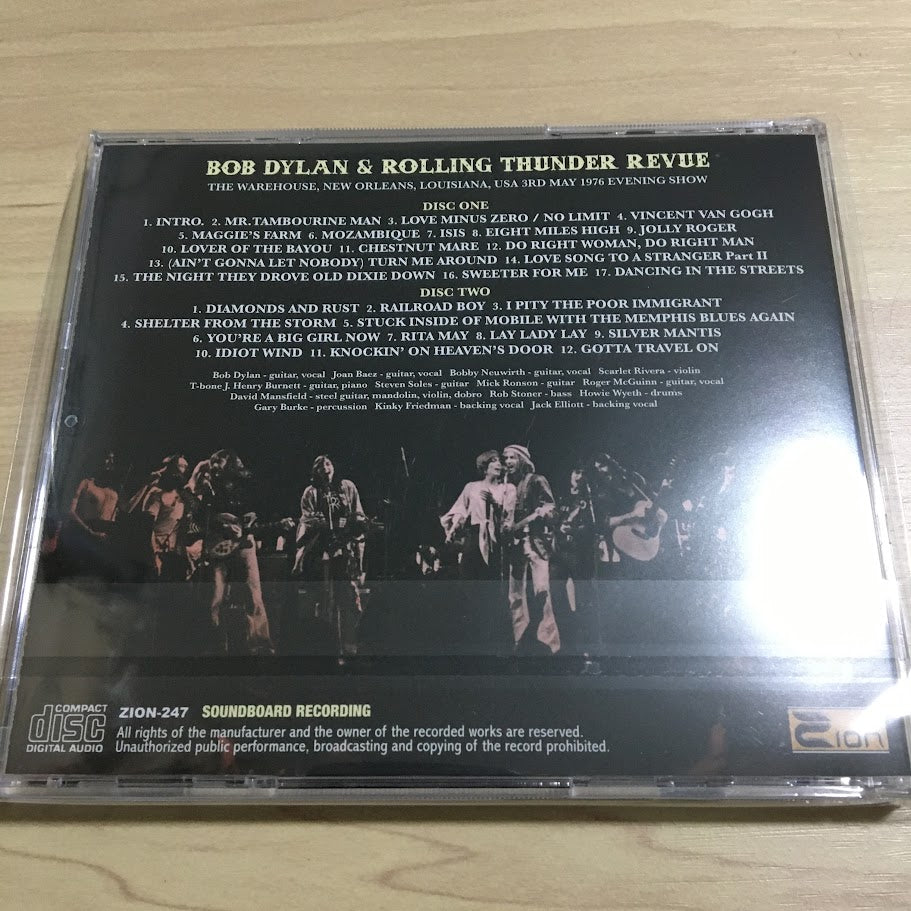 BOB DYLAN & ROLLING THUNDER REVUE
THE WAREHOUSE, NEW ORLEANS, LOUISIANA, USA 3RD MAY 1976 EVENING SHOW
DISC ONE
1. INTRO. 2. MR.TAMBOURINE MAN 3. LOVE MINUS ZERO / NO LIMIT 4. VINCENT VAN GOGH
5. MAGGIE'S FARM 6. MOZAMBIQUE 7. ISIS 8. EIGHT MILES HIGH 9. JOLLY ROGER
10. LOVER OF THE BAYOU 11. CHESTNUT MARE 12. DO RIGHT WOMAN, DO RIGHT MAN
13. (AIN'T GONNA LET NOBODY) TURN ME AROUND 14. LOVE SONG TO A STRANGER Part II
15. THE NIGHT THEY DROVE OLD DIXIE DOWN 16. SWEETER FOR ME 17. DANCING IN THE STREETS
DISC TWO
1. DIAMONDS AND RUST 2. RAILROAD BOY 3. I PITY THE POOR IMMIGRANT
4. SHELTER FROM THE STORM 5. STUCK INSIDE OF MOBILE WITH THE MEMPHIS BLUES AGAIN
6. YOU'RE A BIG GIRL NOW 7. RITA MAY 8. LAY LADY LAY 9. SILVER MANTIS
10. IDIOT WIND 11. KNOCKIN' ON HEAVEN'S DOOR 12. GOTTA TRAVEL ON
Bob Dylan - guitar, vocal Joan Baez - guitar, vocal Bobby Neuwirth - guitar, vocal Scarlet Rivera - violin
T-bone J. Henry Burnett - guitar, piano Steven Soles - guitar Mick Ronson - guitar Roger McGuinn - guitar, vocal
David Mansfield - steel guitar, mandolin, violin, dobro Rob Stoner - bass Howie Wyeth - drums
Gary Burke - percussion Kinky Friedman - backing vocal Jack Elliott - backing vocal
COMPACT
disc
DIGITAL AUDIO
ZION-247 SOUNDBOARD RECORDING
All rights of the manufacturer and the owner of the recorded works are reserved.
Unauthorized public performance, broadcasting and copying of the record prohibited.
Zion